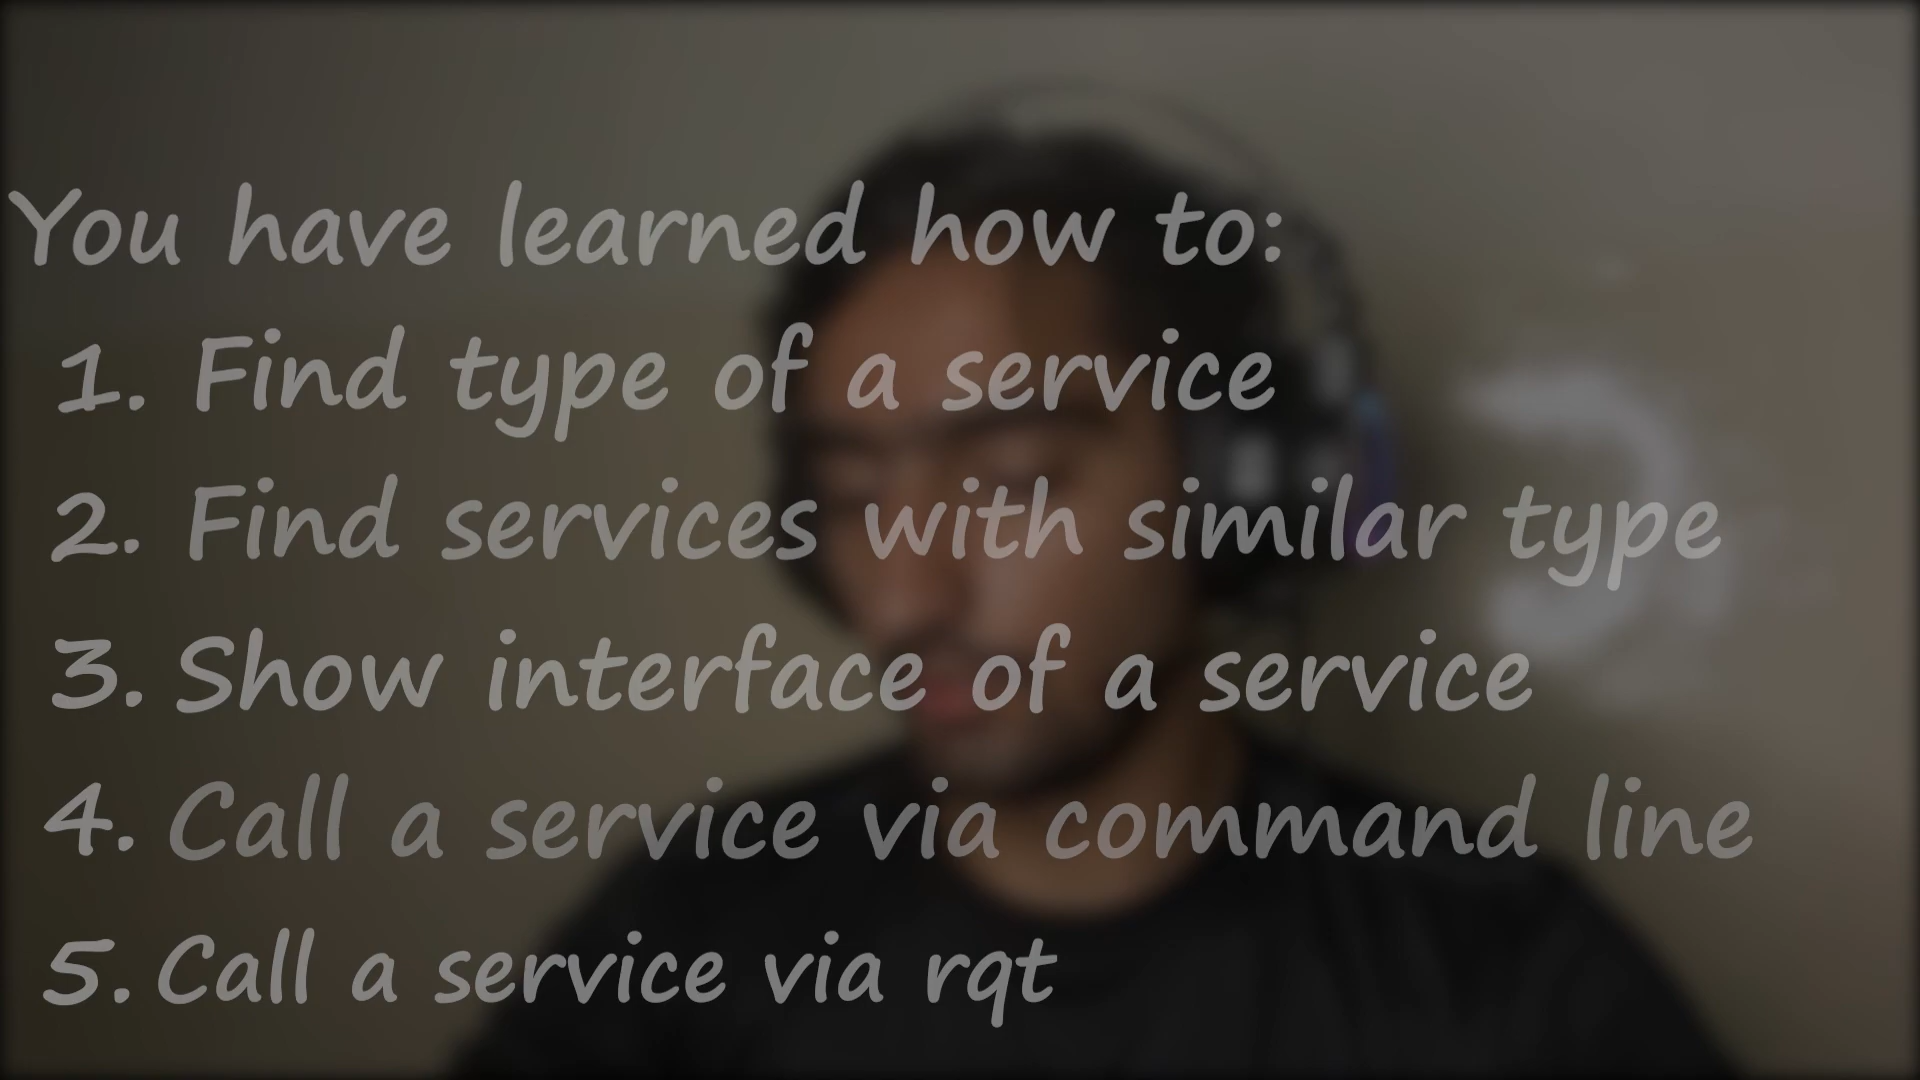 You have learned how to:
1. Find type of a service
2. Find services with similar type
3. Show interface of a service
4. Call a service via command line
5. Call a service via rqt